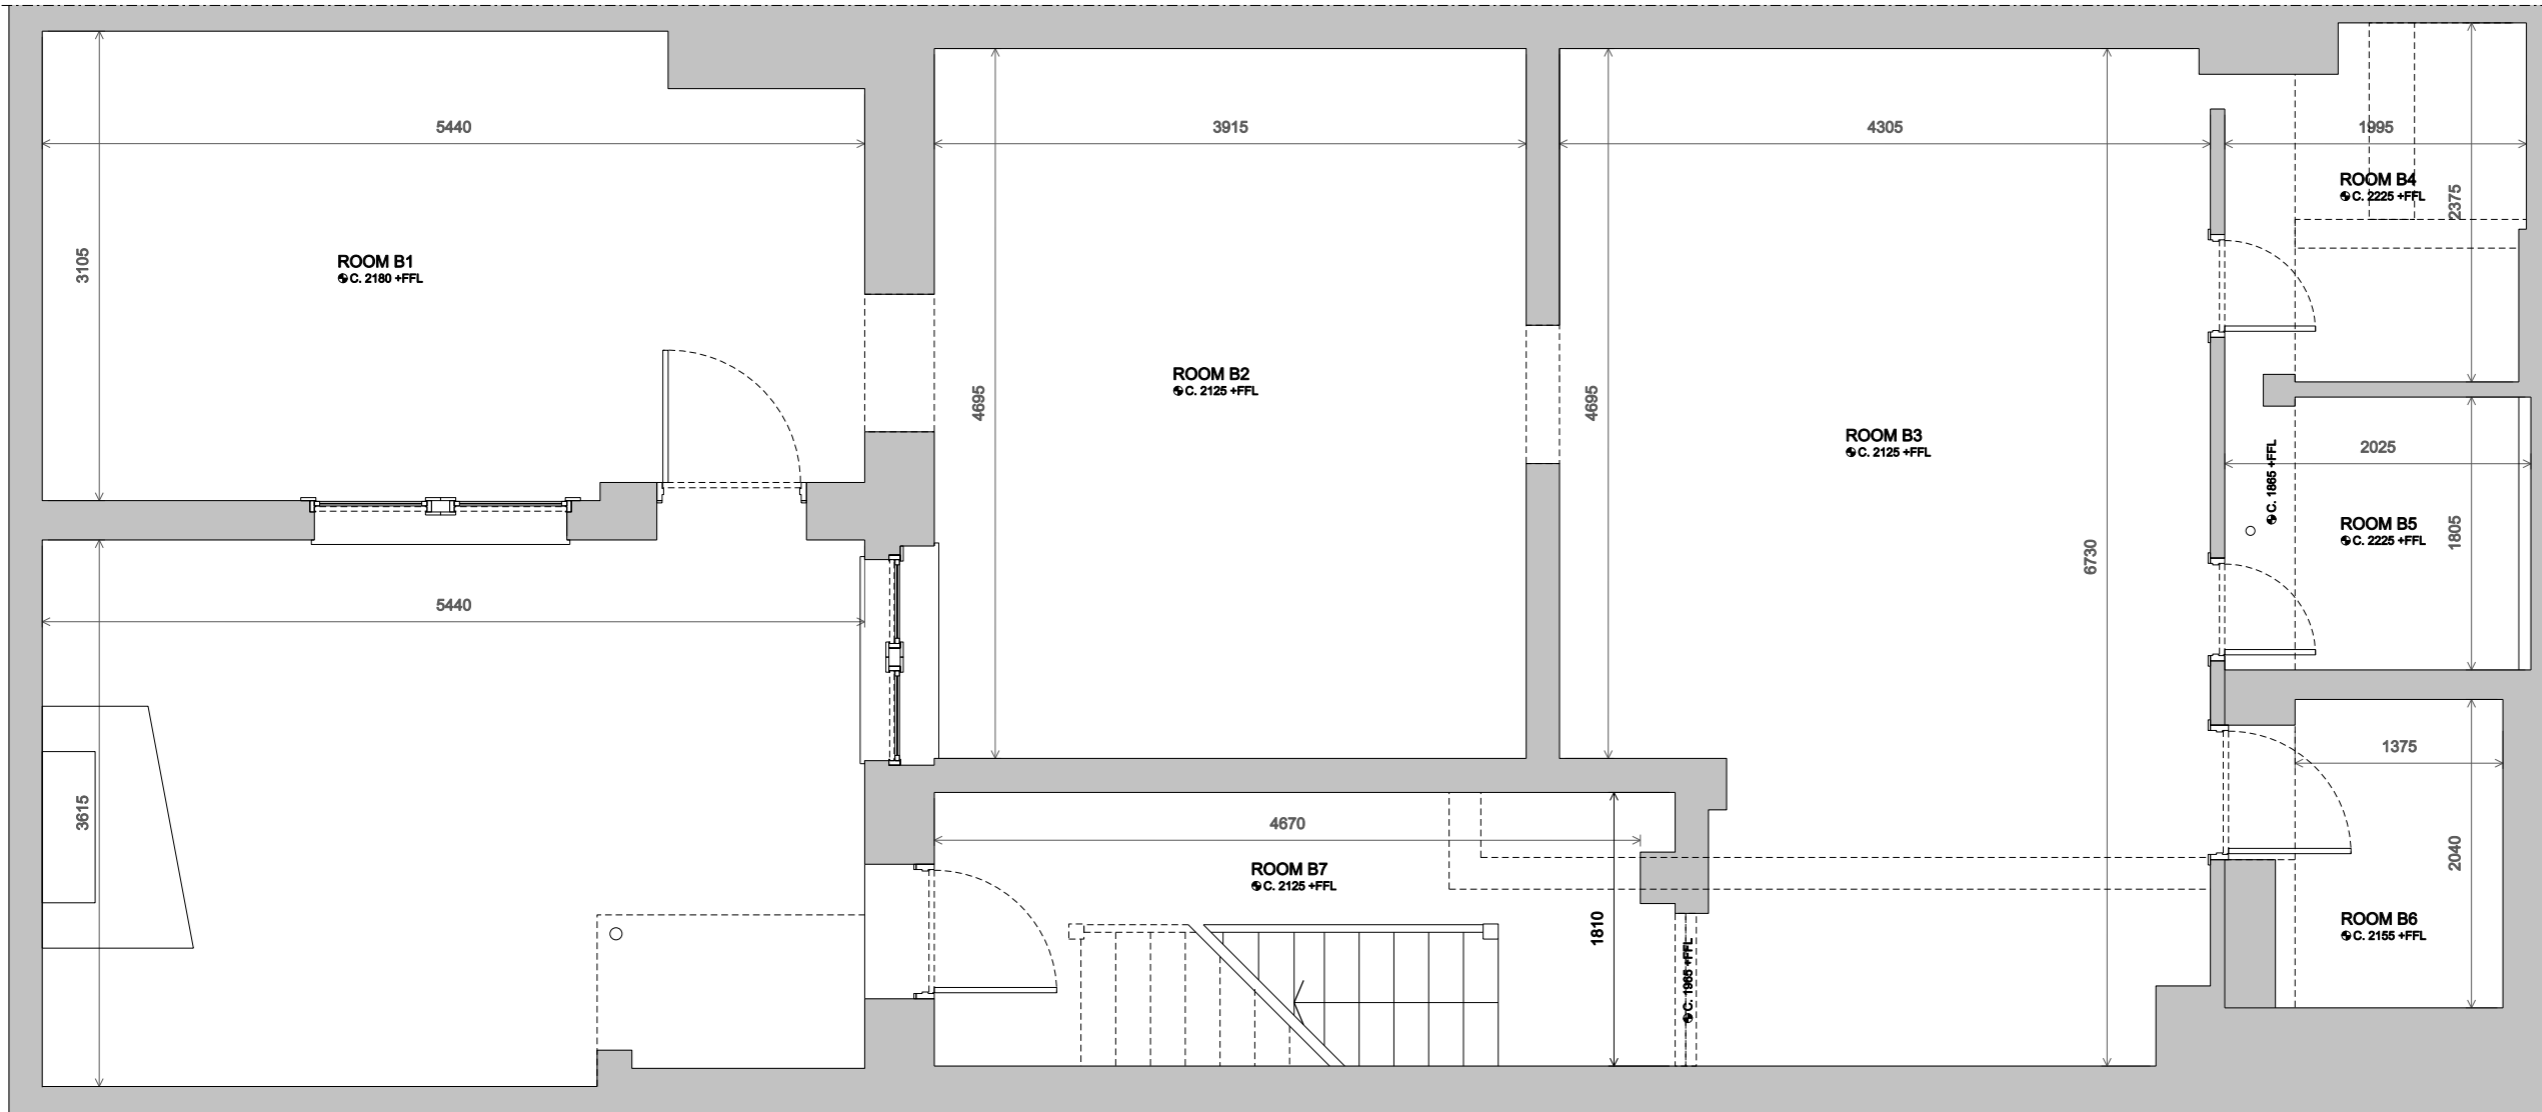 5440
3105
ROOM B1
C. 2180 +FFL
3915
4695
ROOM B2
C. 2125 +FFL
4305
4695
6730
ROOM B3
C. 2125 +FFL
1995
2375
ROOM B4
C. 2225 +FFL
2025
1805
C. 1865 +FFL
ROOM B5
C. 2225 +FFL
5440
3615
4670
1810
ROOM B7
C. 2125 +FFL
C. 1965 +FFL
1375
2040
ROOM B6
C. 2155 +FFL